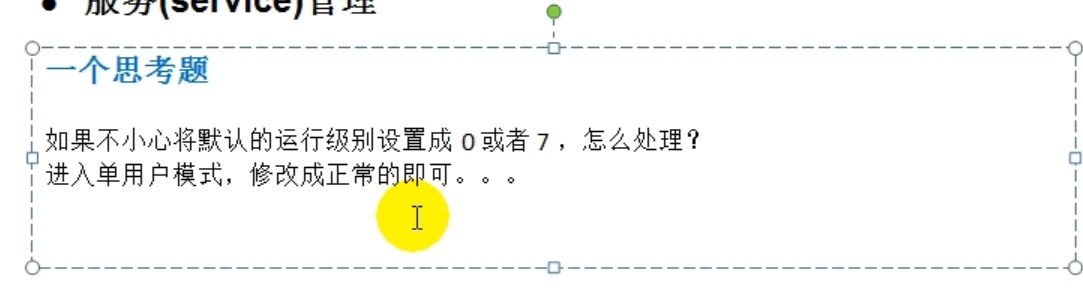 ● 服务(service)管理
一个思考题
如果不小心将默认的运行级别设置成 0 或者 7 ，怎么处理？
进入单用户模式，修改成正常的即可。。。